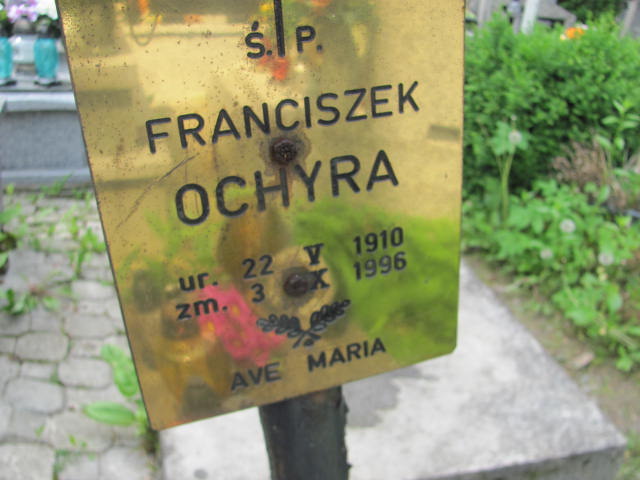 Ś. P.
FRANCISZEK
OCHYRA
ur. 22 V 1910
zm. 3 X 1996
AVE MARIA